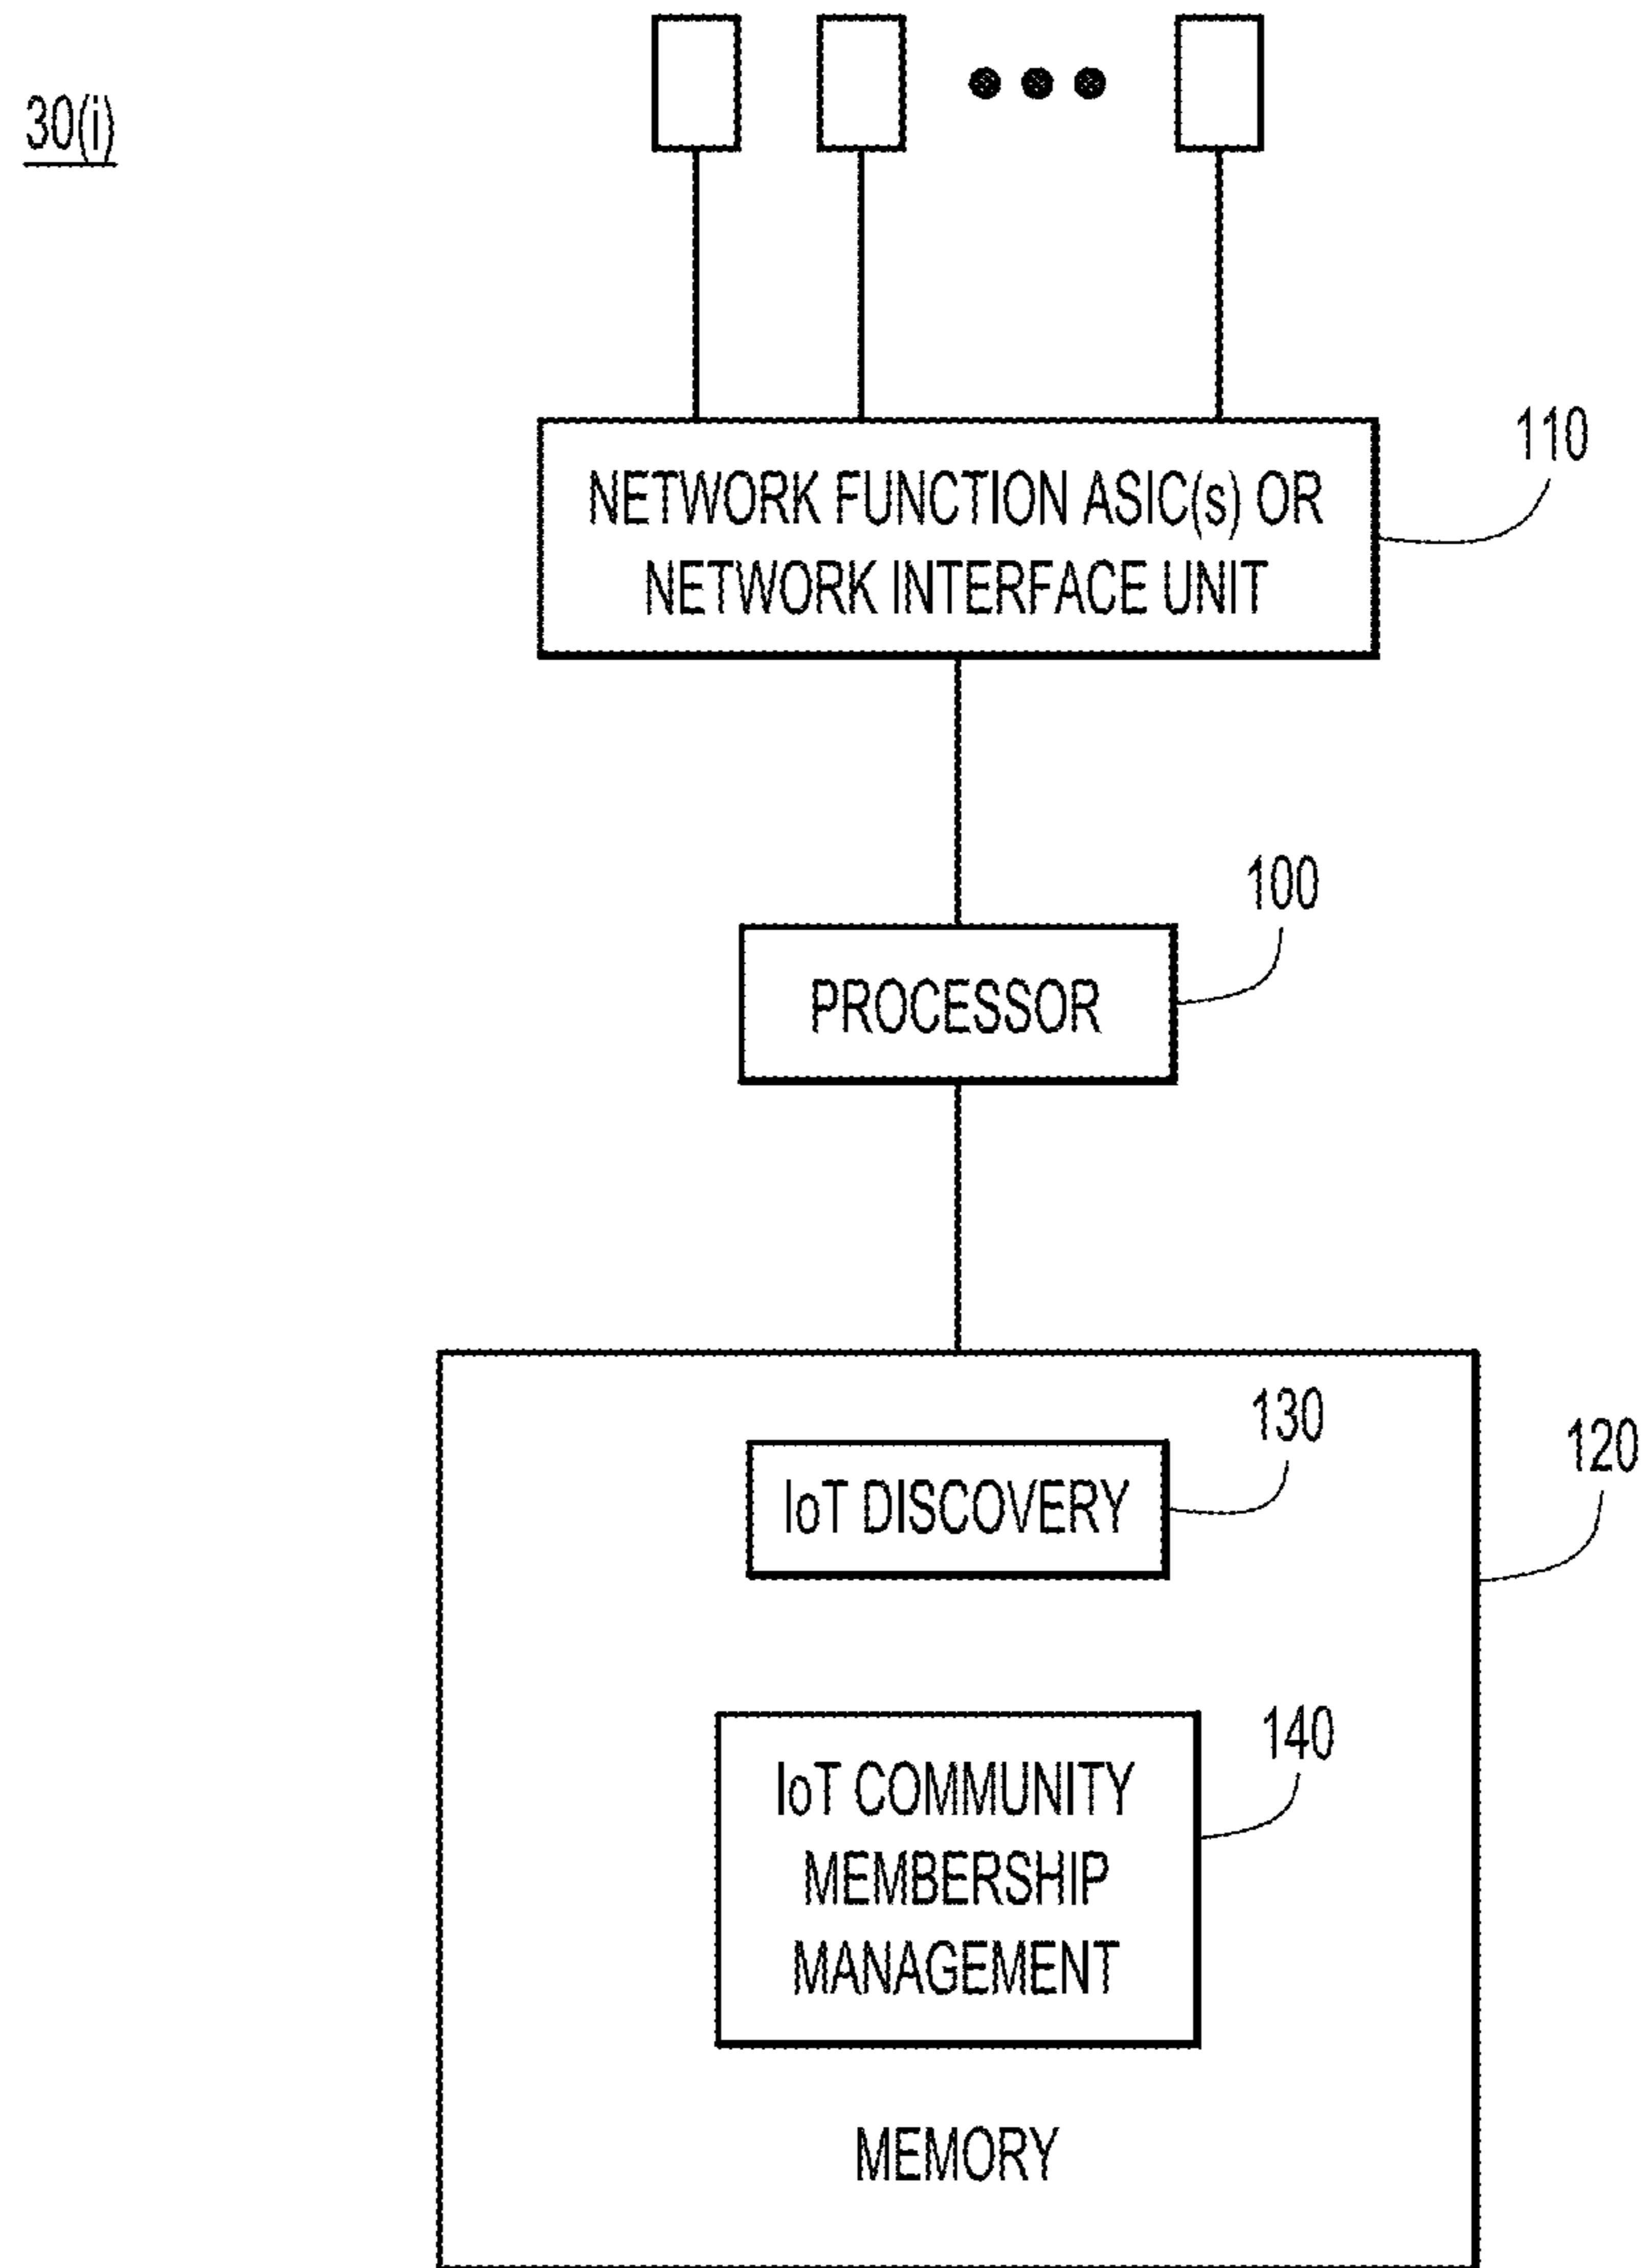 30(i)
110
NETWORK FUNCTION ASIC(s) OR
NETWORK INTERFACE UNIT
100
PROCESSOR
130
IoT DISCOVERY
120
140
IoT COMMUNITY
MEMBERSHIP
MANAGEMENT
MEMORY